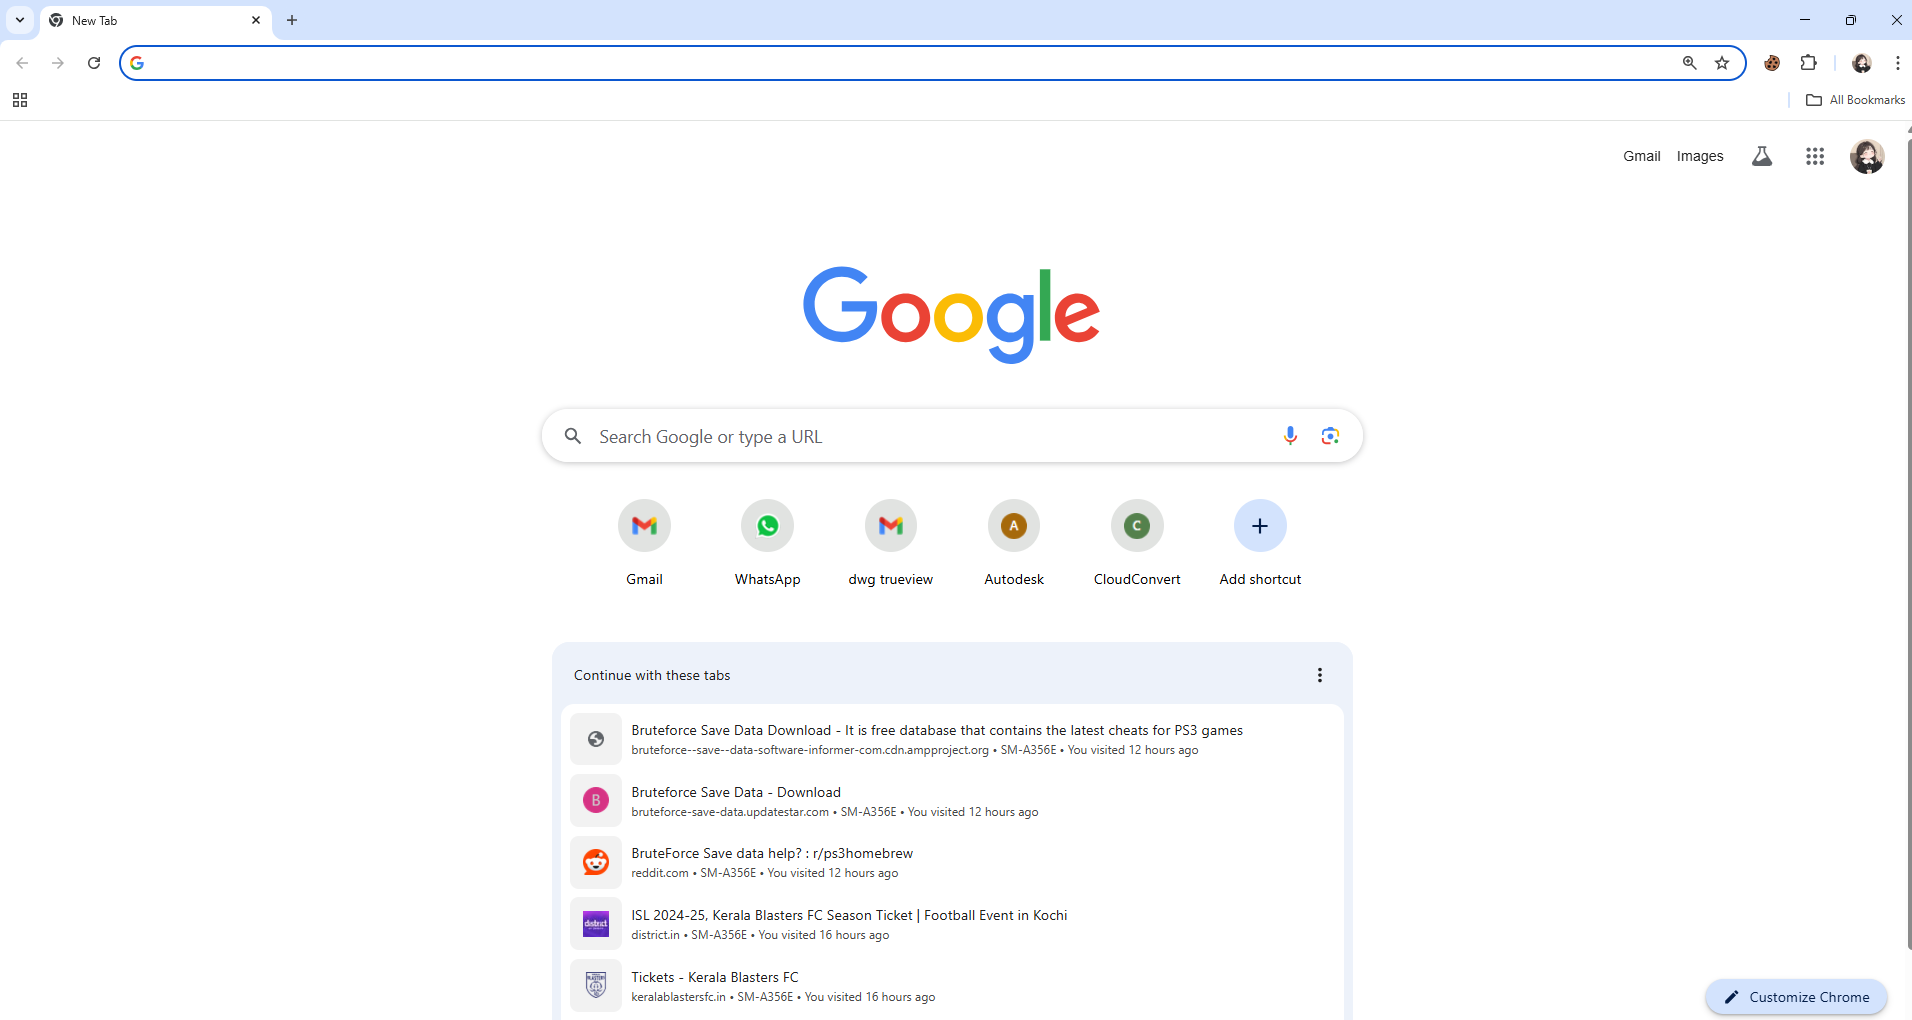 New Tab
All Bookmarks
Gmail Images
Google
Search Google or type a URL
A
C
Gmail
WhatsApp
dwg trueview
Autodesk
CloudConvert
Add shortcut
Continue with these tabs
Bruteforce Save Data Download - It is free database that contains the latest cheats for PS3 games
bruteforce--save--data-software-informer-com.cdn.ampproject.org • SM-A356E • You visited 12 hours ago
B
Bruteforce Save Data - Download
bruteforce-save-data.updatestar.com • SM-A356E • You visited 12 hours ago
BruteForce Save data help? : r/ps3homebrew
reddit.com • SM-A356E • You visited 12 hours ago
district
ISL 2024-25, Kerala Blasters FC Season Ticket | Football Event in Kochi
district.in • SM-A356E • You visited 16 hours ago
BLASTERS
Tickets - Kerala Blasters FC
keralablastersfc.in • SM-A356E • You visited 16 hours ago
Customize Chrome